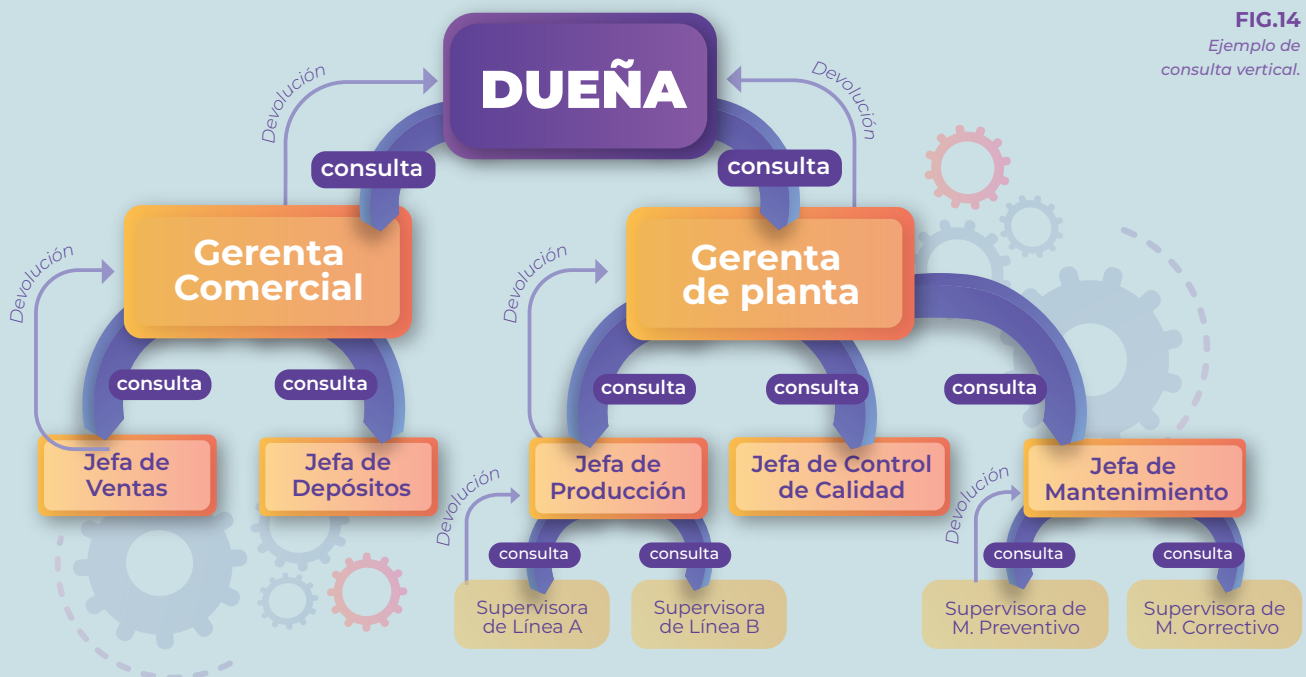 FIG.14
Ejemplo de
consulta vertical.
DUEÑA
Devolución
Devolución
consulta
consulta
Gerenta
Comercial
Gerenta
de planta
Devolución
Devolución
consulta
consulta
consulta
consulta
consulta
Jefa de
Ventas
Jefa de
Depósitos
Jefa de
Producción
Jefa de Control
de Calidad
Jefa de
Mantenimiento
Devolución
Devolución
consulta
consulta
consulta
consulta
Supervisora
de Línea A
Supervisora
de Línea B
Supervisora de
M. Preventivo
Supervisora de
M. Correctivo